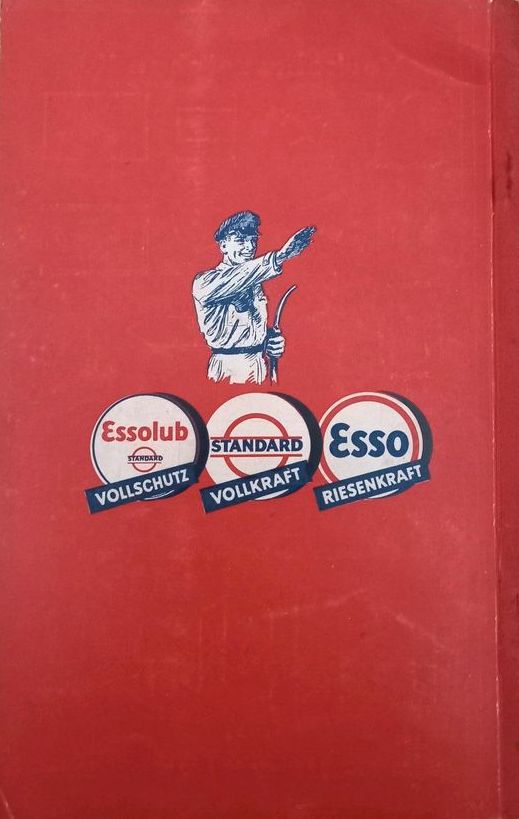 Essolub
STANDARD
VOLLSCHUTZ
STANDARD
VOLLKRAFT
Esso
RIESENKRAFT